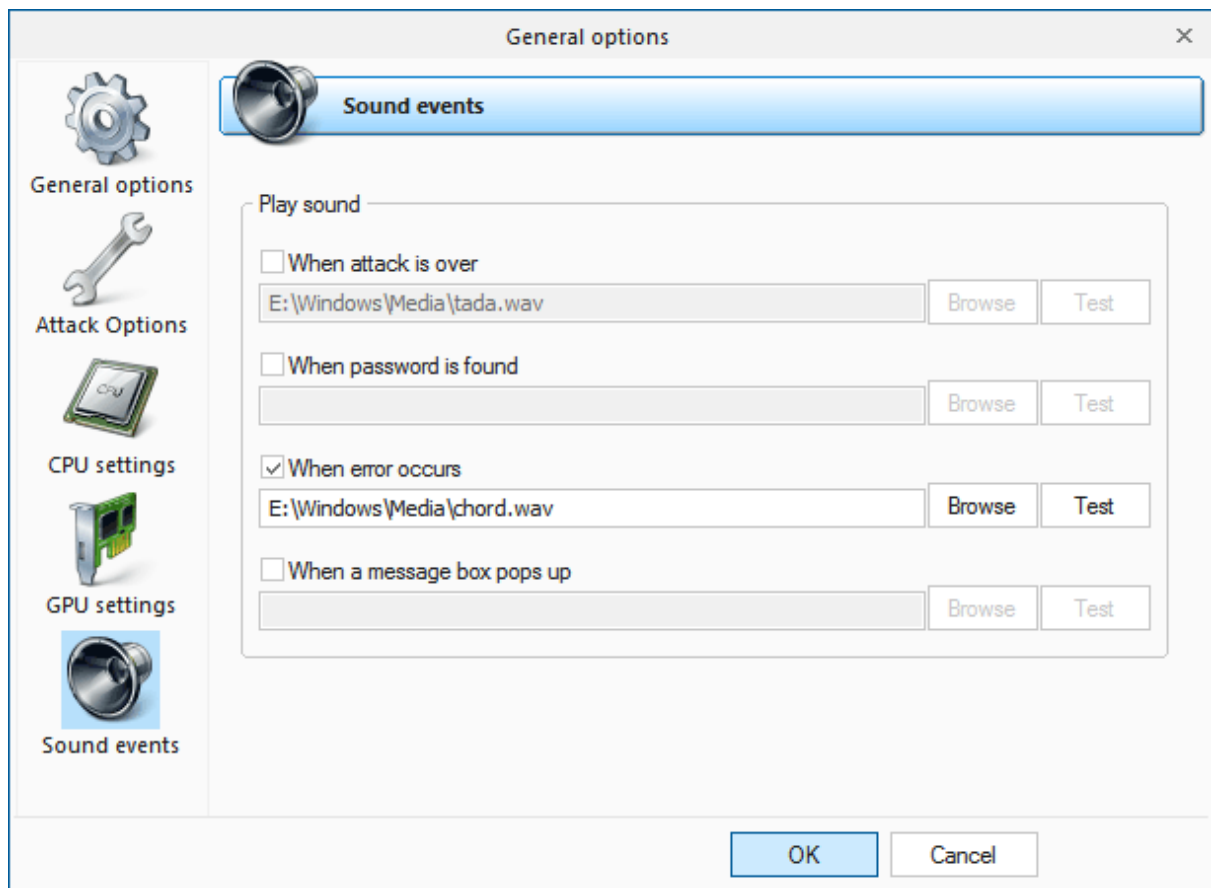 General options
General options
Attack Options
CPU
CPU settings
GPU settings
Sound events
Sound events
Play sound
When attack is over
E:\Windows\Media\tada.wav
Browse
Test
When password is found
Browse
Test
When error occurs
E:\Windows\Media\chord.wav
Browse
Test
When a message box pops up
Browse
Test
OK
Cancel